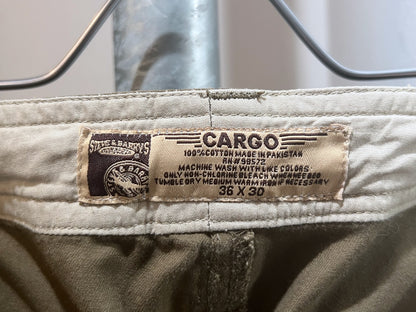 STEVE & BARRY'S
CARGO
100% COTTON MADE IN PAKISTAN
RN# 98572
MACHINE WASH WITH LIKE COLORS
ONLY NON-CHLORINE BLEACH WHEN NEEDED
TUMBLE DRY MEDIUM WARM IRON IF NECESSARY
36 X 30